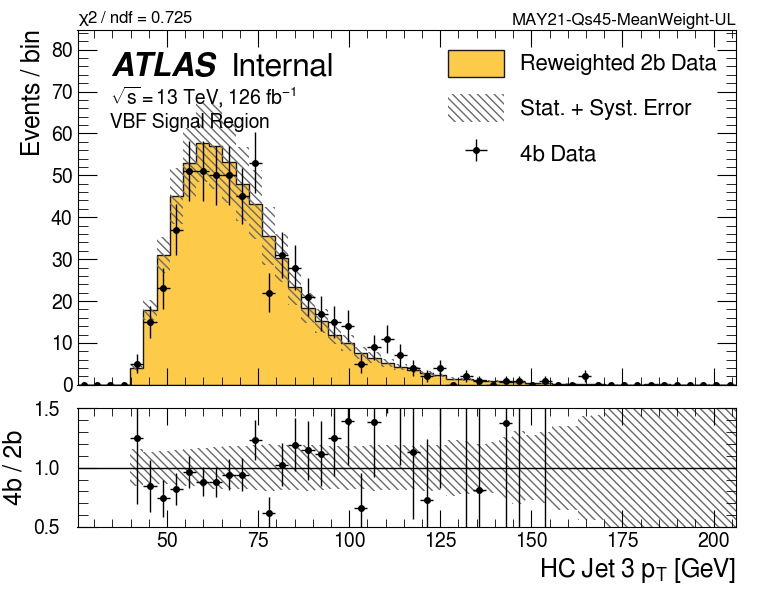 χ² / ndf = 0.725
MAY21-Qs45-MeanWeight-UL
Events / bin
80
70
60
50
40
30
20
10
0
ATLAS Internal
√s = 13 TeV, 126 fb⁻¹
VBF Signal Region
Reweighted 2b Data
Stat. + Syst. Error
4b Data
4b / 2b
1.5
1.0
0.5
50 75 100 125 150 175 200
HC Jet 3 p_T [GeV]